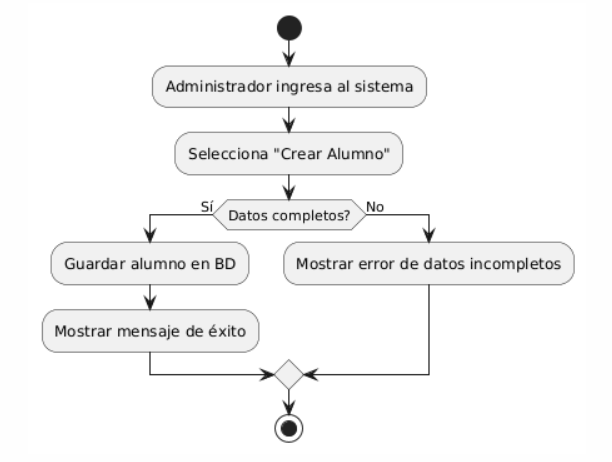 Administrador ingresa al sistema
Selecciona "Crear Alumno"
Sí
Datos completos?
No
Guardar alumno en BD
Mostrar error de datos incompletos
Mostrar mensaje de éxito